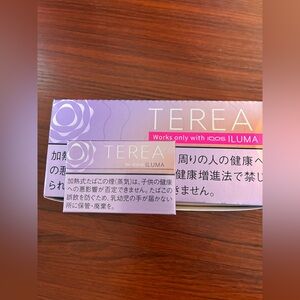 TEREA
Works only with IQOS ILUMA
加熱
の悪
られ
周りの人の健康へ
健康増進法で禁じ
きません。
TEREA
ILUMA
加熱式たばこの煙(蒸気)は、子供の健康
への悪影響が否定できません。たばこの
誤飲を防ぐため、乳幼児の手が届かない
所に保管・廃棄を。